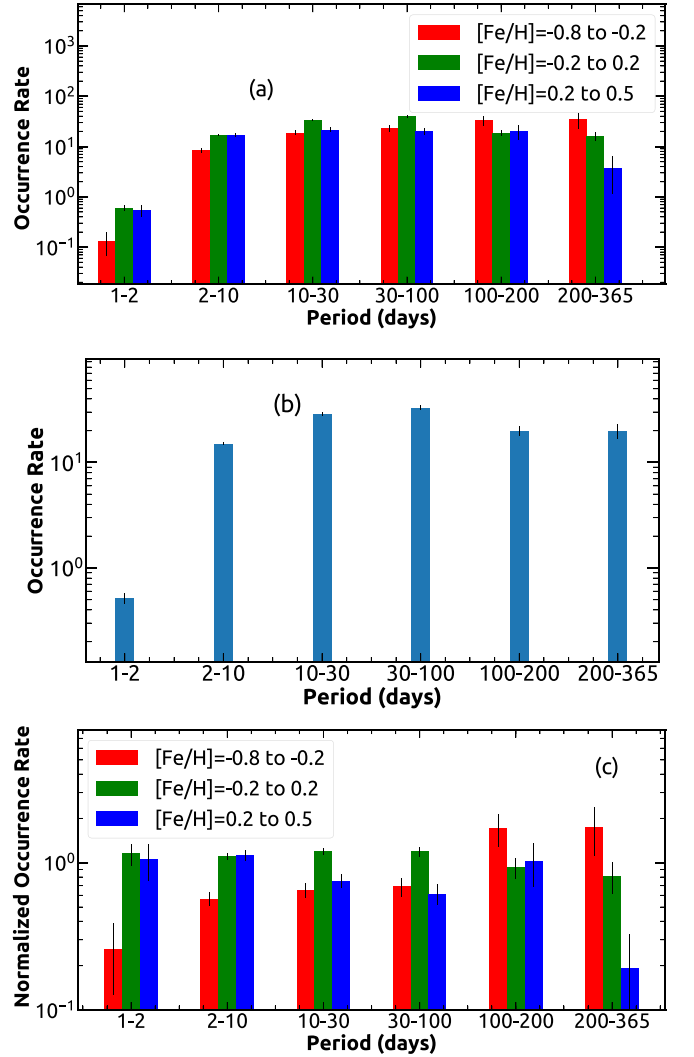 [Fe/H]=-0.8 to -0.2
[Fe/H]=-0.2 to 0.2
[Fe/H]=0.2 to 0.5
(a)
Occurrence Rate
10³
10²
10¹
10⁰
10⁻¹
1-2 2-10 10-30 30-100 100-200 200-365
Period (days)
(b)
Occurrence Rate
10¹
10⁰
1-2 2-10 10-30 30-100 100-200 200-365
Period (days)
[Fe/H]=-0.8 to -0.2
[Fe/H]=-0.2 to 0.2
[Fe/H]=0.2 to 0.5
(c)
Normalized Occurrence Rate
10⁰
10⁻¹
1-2 2-10 10-30 30-100 100-200 200-365
Period (days)